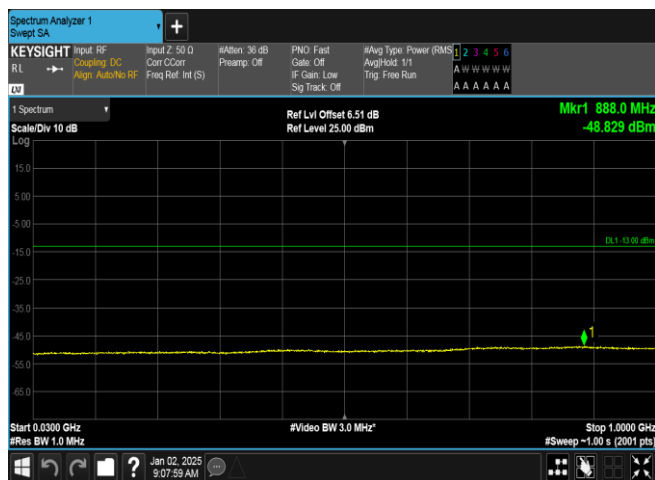 Spectrum Analyzer 1
Swept SA
+
KEYSIGHT
RL
LXI
Input: RF
Coupling: DC
Align: Auto/No RF
Input Z: 50 Ω
Corr CCorr
Freq Ref: Int (S)
#Atten: 36 dB
Preamp: Off
PNO: Fast
Gate: Off
IF Gain: Low
Sig Track: Off
#Avg Type: Power (RMS
Avg|Hold: 1/1
Trig: Free Run
1 2 3 4 5 6
A W W W W W
A A A A A A
1 Spectrum
Scale/Div 10 dB
Log
Ref Lvl Offset 6.51 dB
Ref Level 25.00 dBm
Mkr1 888.0 MHz
-48.829 dBm
15.0
5.00
-5.00
DL1 -13.00 dBm
-15.0
-25.0
-35.0
1
-45.0
-55.0
-65.0
Start 0.0300 GHz
#Res BW 1.0 MHz
#Video BW 3.0 MHz*
Stop 1.0000 GHz
#Sweep ~1.00 s (2001 pts)
?
Jan 02, 2025
9:07:59 AM